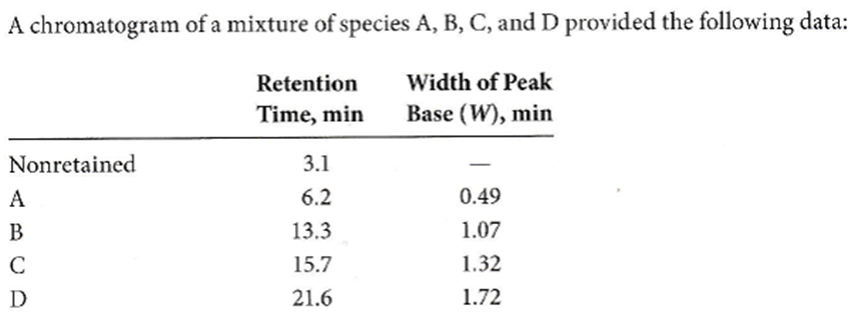 A chromatogram of a mixture of species A, B, C, and D provided the following data:
Retention Width of Peak
Time, min Base (W), min
Nonretained 3.1 —
A 6.2 0.49
B 13.3 1.07
C 15.7 1.32
D 21.6 1.72